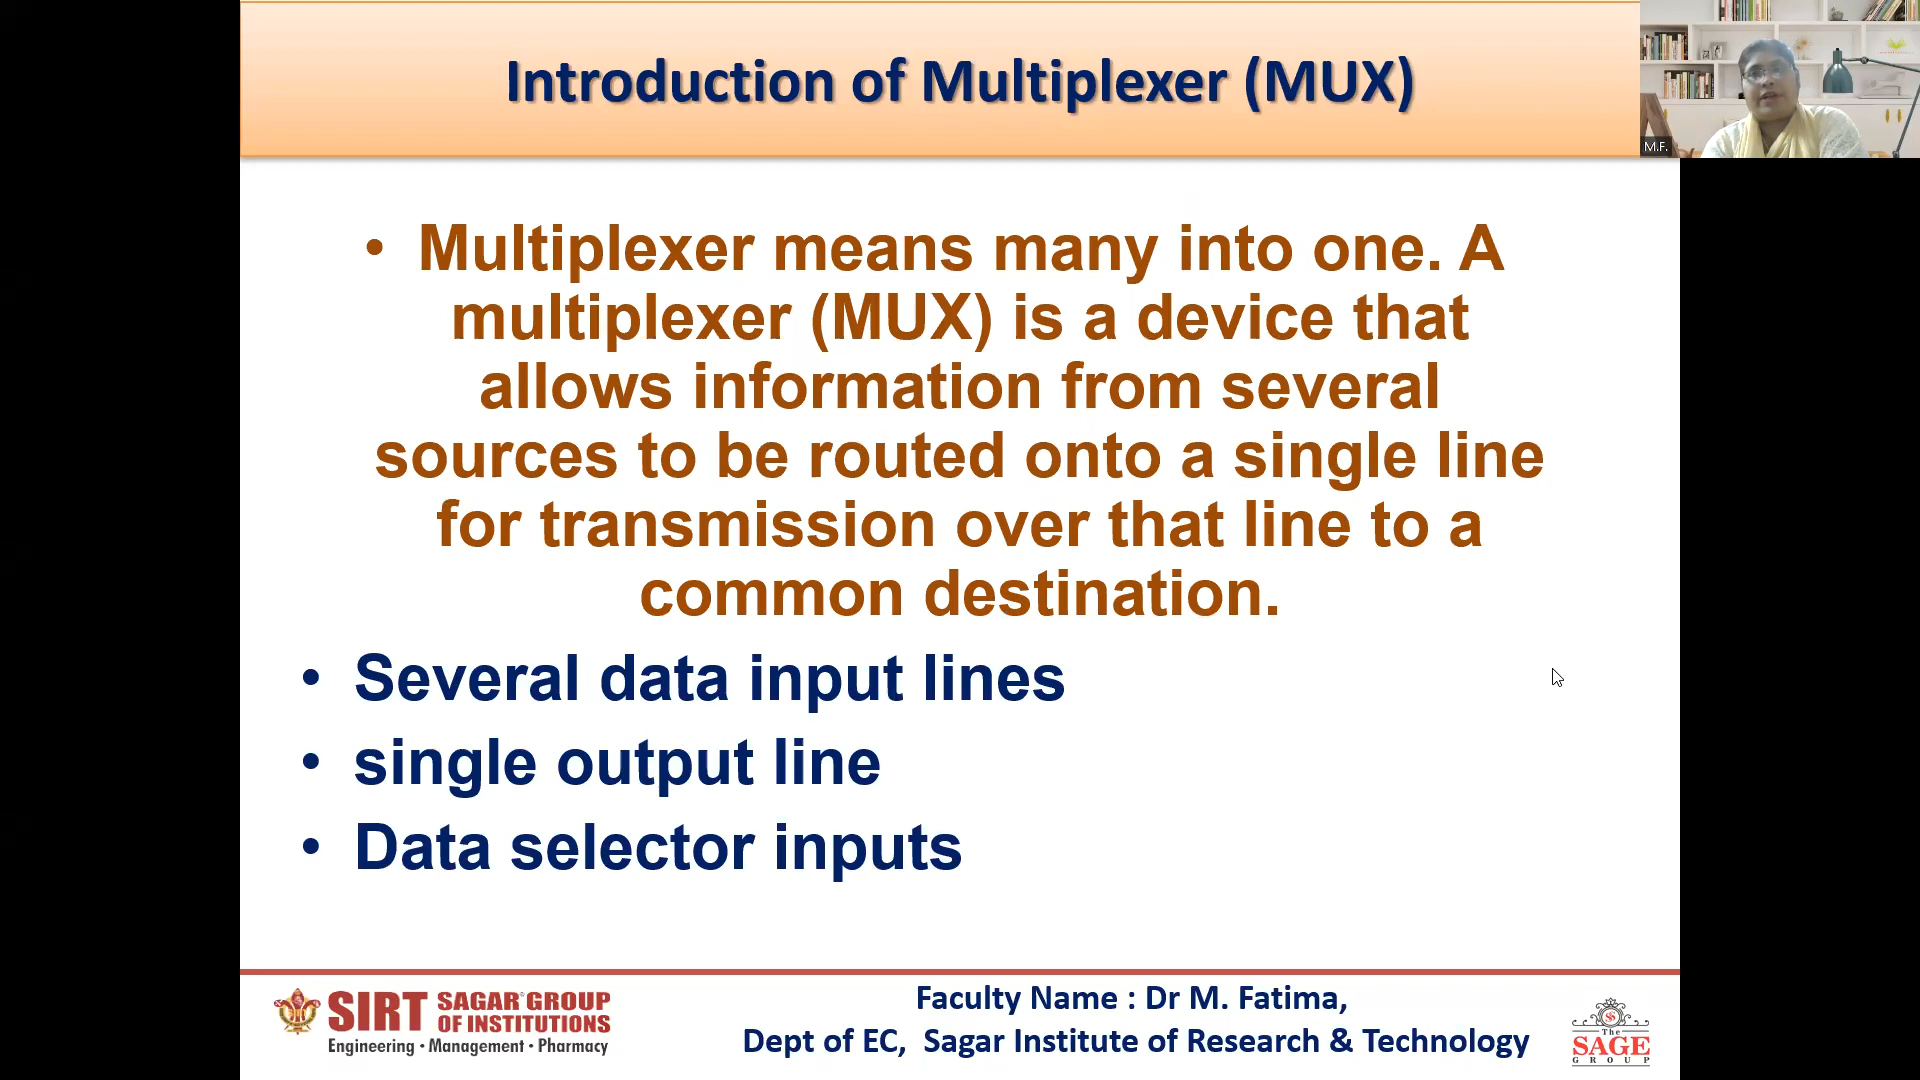 Introduction of Multiplexer (MUX)
M.F.
• Multiplexer means many into one. A
multiplexer (MUX) is a device that
allows information from several
sources to be routed onto a single line
for transmission over that line to a
common destination.
• Several data input lines
• single output line
• Data selector inputs
SIRT SAGAR GROUP
OF INSTITUTIONS
Engineering • Management • Pharmacy
Faculty Name : Dr M. Fatima,
Dept of EC, Sagar Institute of Research & Technology
The
SAGE
GROUP